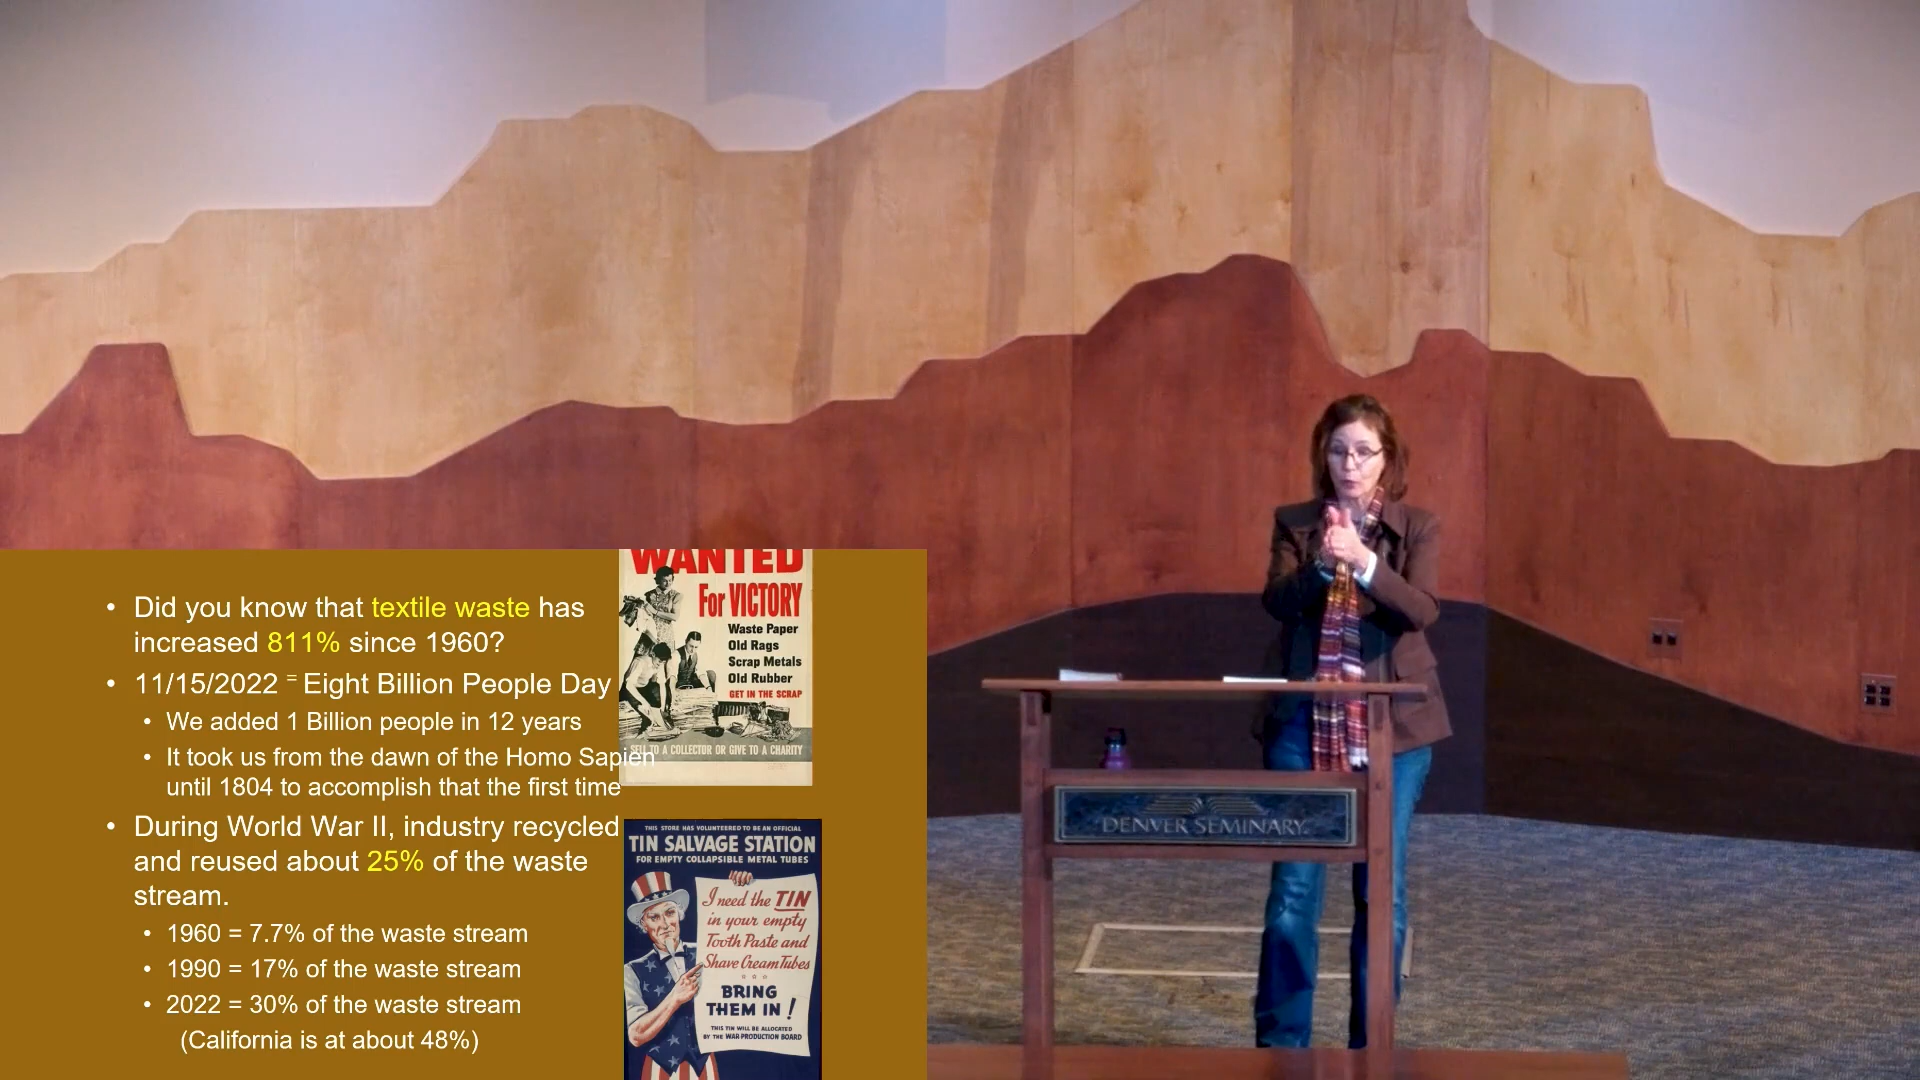 • Did you know that textile waste has
increased 811% since 1960?
• 11/15/2022 = Eight Billion People Day
• We added 1 Billion people in 12 years
• It took us from the dawn of the Homo Sapien
until 1804 to accomplish that the first time
• During World War II, industry recycled
and reused about 25% of the waste
stream.
• 1960 = 7.7% of the waste stream
• 1990 = 17% of the waste stream
• 2022 = 30% of the waste stream
(California is at about 48%)
WANTED
For VICTORY
Waste Paper
Old Rags
Scrap Metals
Old Rubber
GET IN THE SCRAP
SELL TO A COLLECTOR OR GIVE TO A CHARITY
THIS STORE HAS VOLUNTEERED TO BE AN OFFICIAL
TIN SALVAGE STATION
FOR EMPTY COLLAPSIBLE METAL TUBES
I need the TIN
in your empty
Tooth Paste and
Shave Cream Tubes
BRING
THEM IN!
THIS TIN WILL BE ALLOCATED
BY THE WAR PRODUCTION BOARD
DENVER SEMINARY